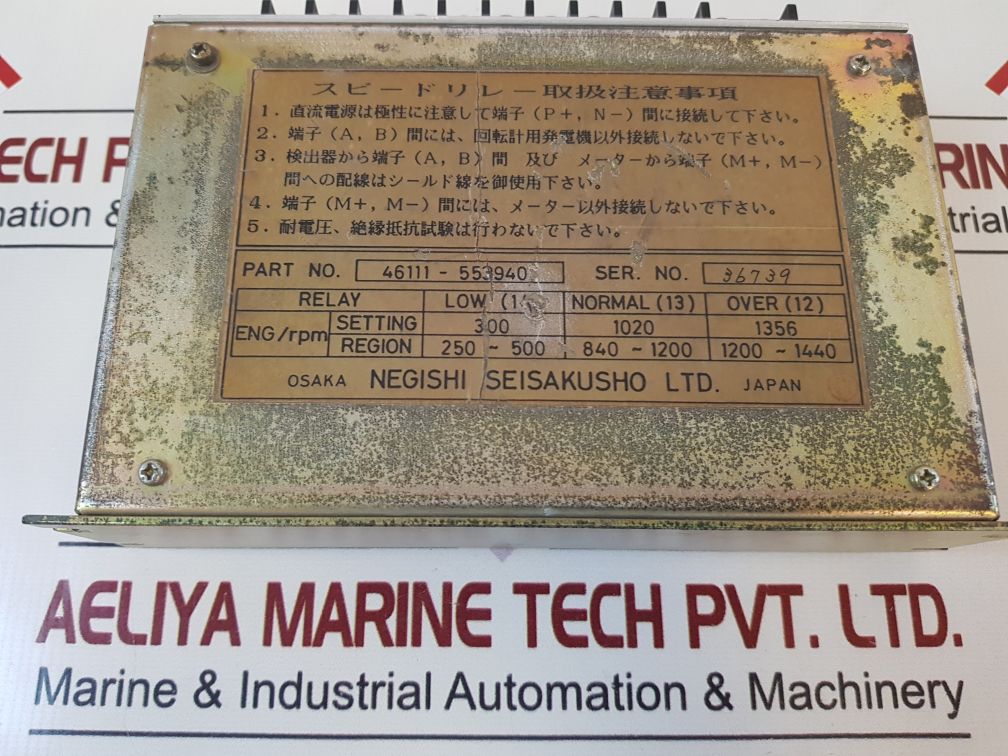 スピードリレー取扱注意事項
1. 直流電源は極性に注意して端子 (P+, N-) 間に接続して下さい。
2. 端子 (A, B) 間には、回転計用発電機以外接続しないで下さい。
3. 検出器から端子 (A, B) 間 及び メーターから端子 (M+, M-)
間への配線はシールド線を御使用下さい。
4. 端子 (M+, M-) 間には、メーター以外接続しないで下さい。
5. 耐電圧、絶縁抵抗試験は行わないで下さい。
PART NO. 46111-553940 SER. NO. 36739
RELAY LOW NORMAL (13) OVER (12)
ENG/rpm SETTING 300 1020 1356
REGION 250 ~ 500 840 ~ 1200 1200 ~ 1440
OSAKA NEGISHI SEISAKUSHO LTD. JAPAN
ECH P
RIN
mation &
strial
AELIYA MARINE TECH PVT. LTD.
Marine & Industrial Automation & Machinery